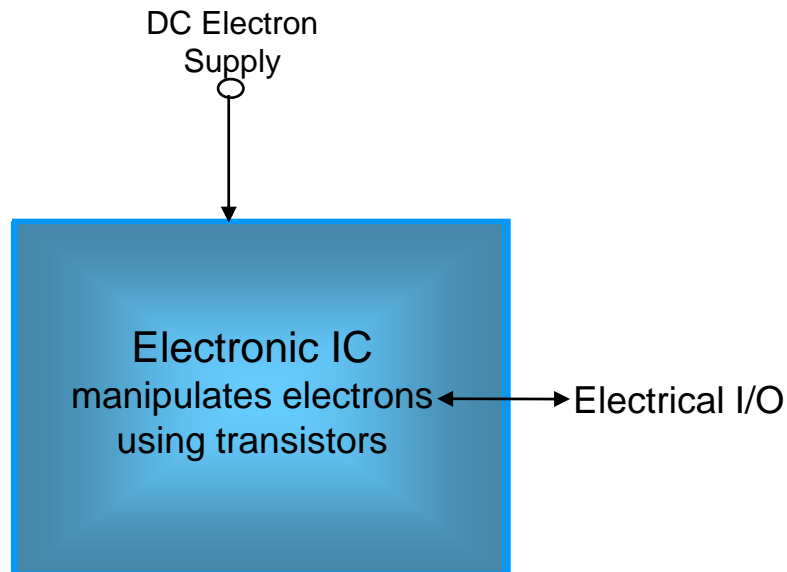 DC Electron
Supply
Electronic IC
manipulates electrons
using transistors
Electrical I/O